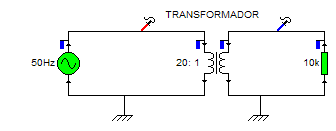 TRANSFORMADOR
50Hz
20: 1
10k